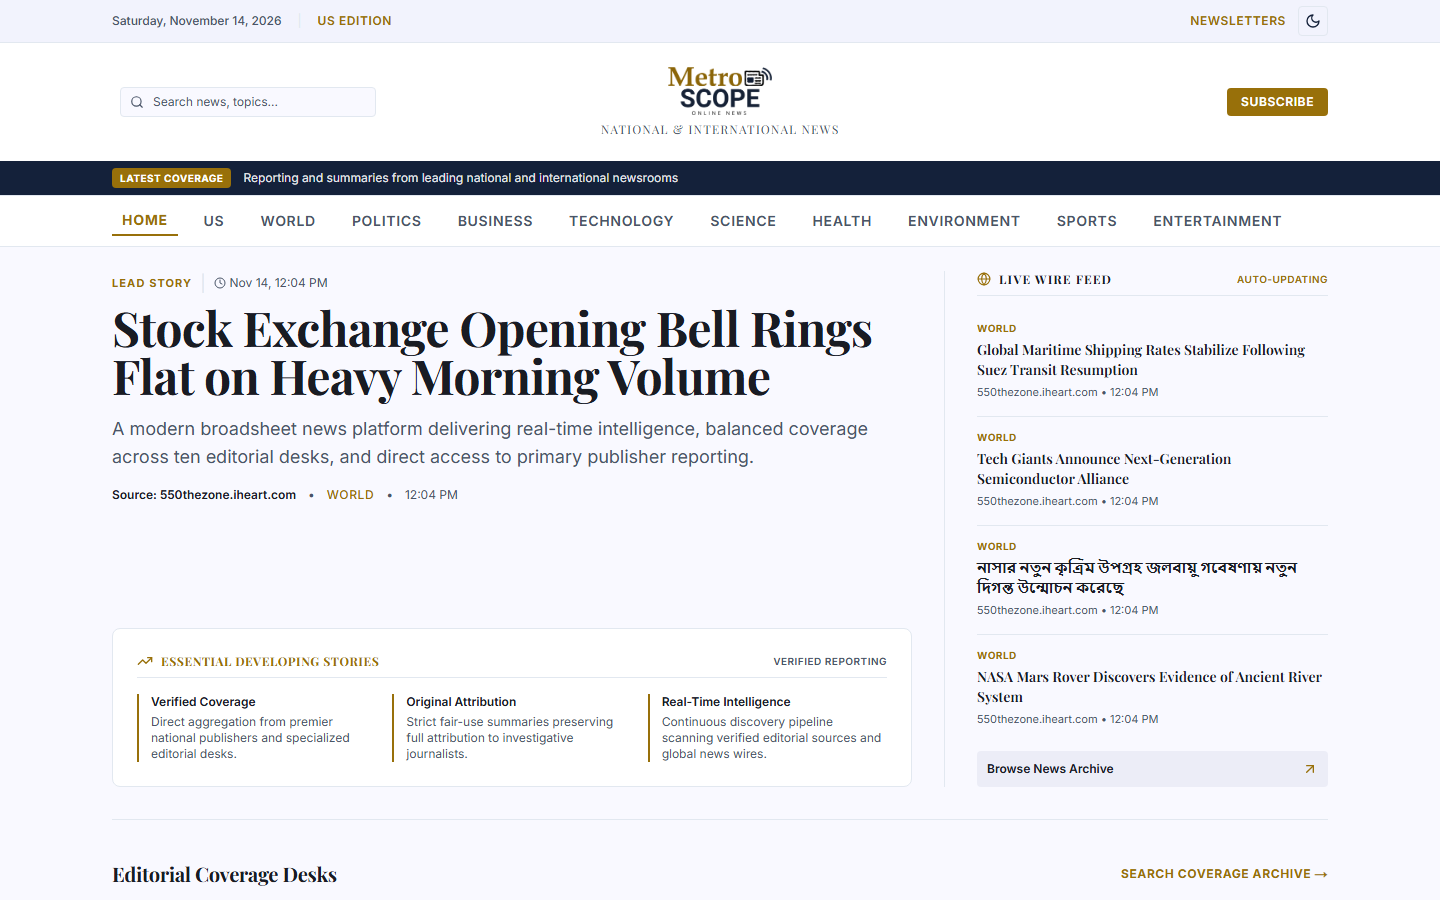 Saturday, November 14, 2026
US EDITION
NEWSLETTERS
Search news, topics...
Metro
SCOPE
ONLINE NEWS
NATIONAL & INTERNATIONAL NEWS
SUBSCRIBE
LATEST COVERAGE
Reporting and summaries from leading national and international newsrooms
HOME US WORLD POLITICS BUSINESS TECHNOLOGY SCIENCE HEALTH ENVIRONMENT SPORTS ENTERTAINMENT
LEAD STORY
Nov 14, 12:04 PM
Stock Exchange Opening Bell Rings
Flat on Heavy Morning Volume
A modern broadsheet news platform delivering real-time intelligence, balanced coverage
across ten editorial desks, and direct access to primary publisher reporting.
Source: 550thezone.iheart.com • WORLD • 12:04 PM
ESSENTIAL DEVELOPING STORIES
VERIFIED REPORTING
Verified Coverage
Direct aggregation from premier
national publishers and specialized
editorial desks.
Original Attribution
Strict fair-use summaries preserving
full attribution to investigative
journalists.
Real-Time Intelligence
Continuous discovery pipeline
scanning verified editorial sources and
global news wires.
LIVE WIRE FEED
AUTO-UPDATING
WORLD
Global Maritime Shipping Rates Stabilize Following
Suez Transit Resumption
550thezone.iheart.com • 12:04 PM
WORLD
Tech Giants Announce Next-Generation
Semiconductor Alliance
550thezone.iheart.com • 12:04 PM
WORLD
নাসার নতুন কৃত্রিম উপগ্রহ জলবায়ু গবেষণায় নতুন
দিগন্ত উন্মোচন করেছে
550thezone.iheart.com • 12:04 PM
WORLD
NASA Mars Rover Discovers Evidence of Ancient River
System
550thezone.iheart.com • 12:04 PM
Browse News Archive
Editorial Coverage Desks
SEARCH COVERAGE ARCHIVE →